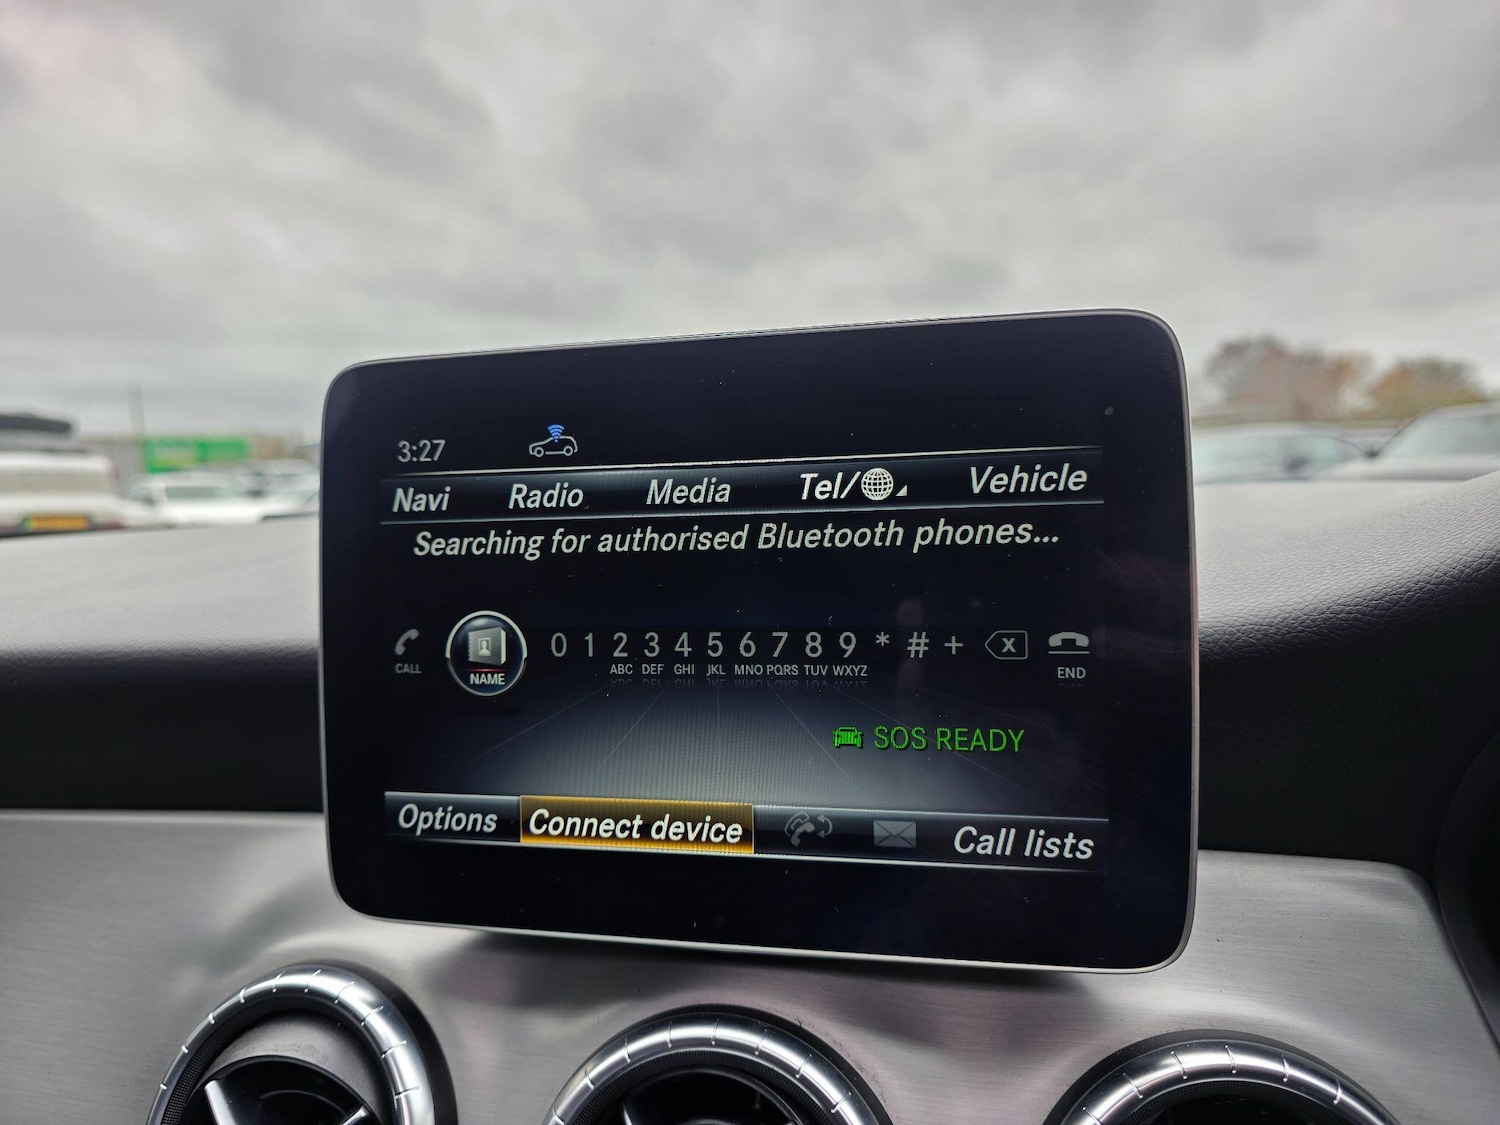 3:27
Navi Radio Media Tel/ Vehicle
Searching for authorised Bluetooth phones...
0 1 2 3 4 5 6 7 8 9 * # + X
CALL NAME ABC DEF GHI JKL MNO PQRS TUV WXYZ END
SOS READY
Options Connect device Call lists